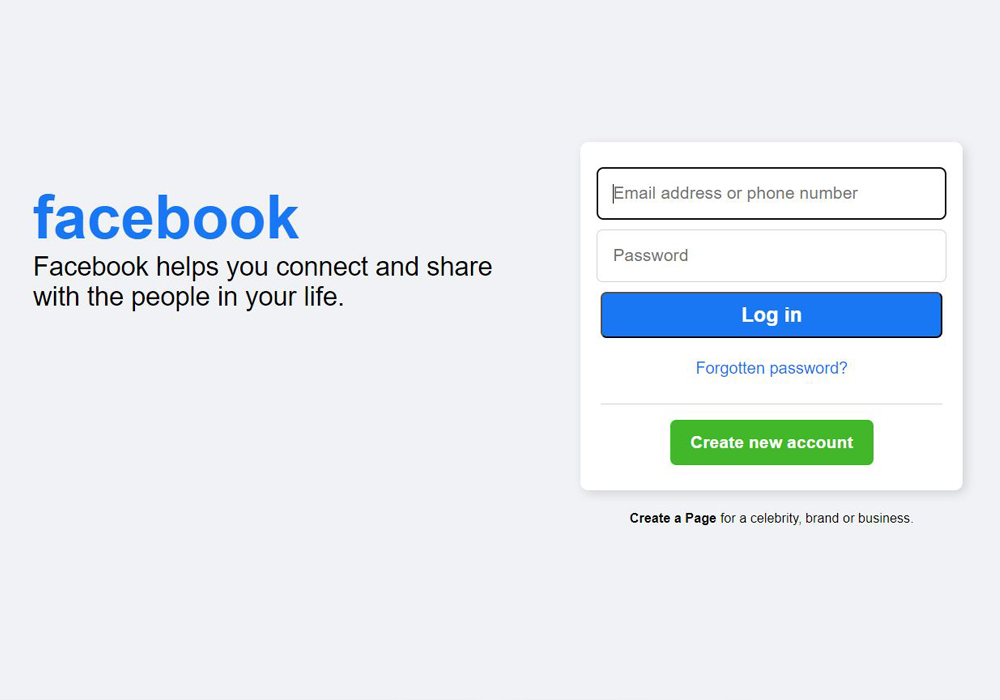 facebook
Facebook helps you connect and share
with the people in your life.
Email address or phone number
Password
Log in
Forgotten password?
Create new account
Create a Page for a celebrity, brand or business.